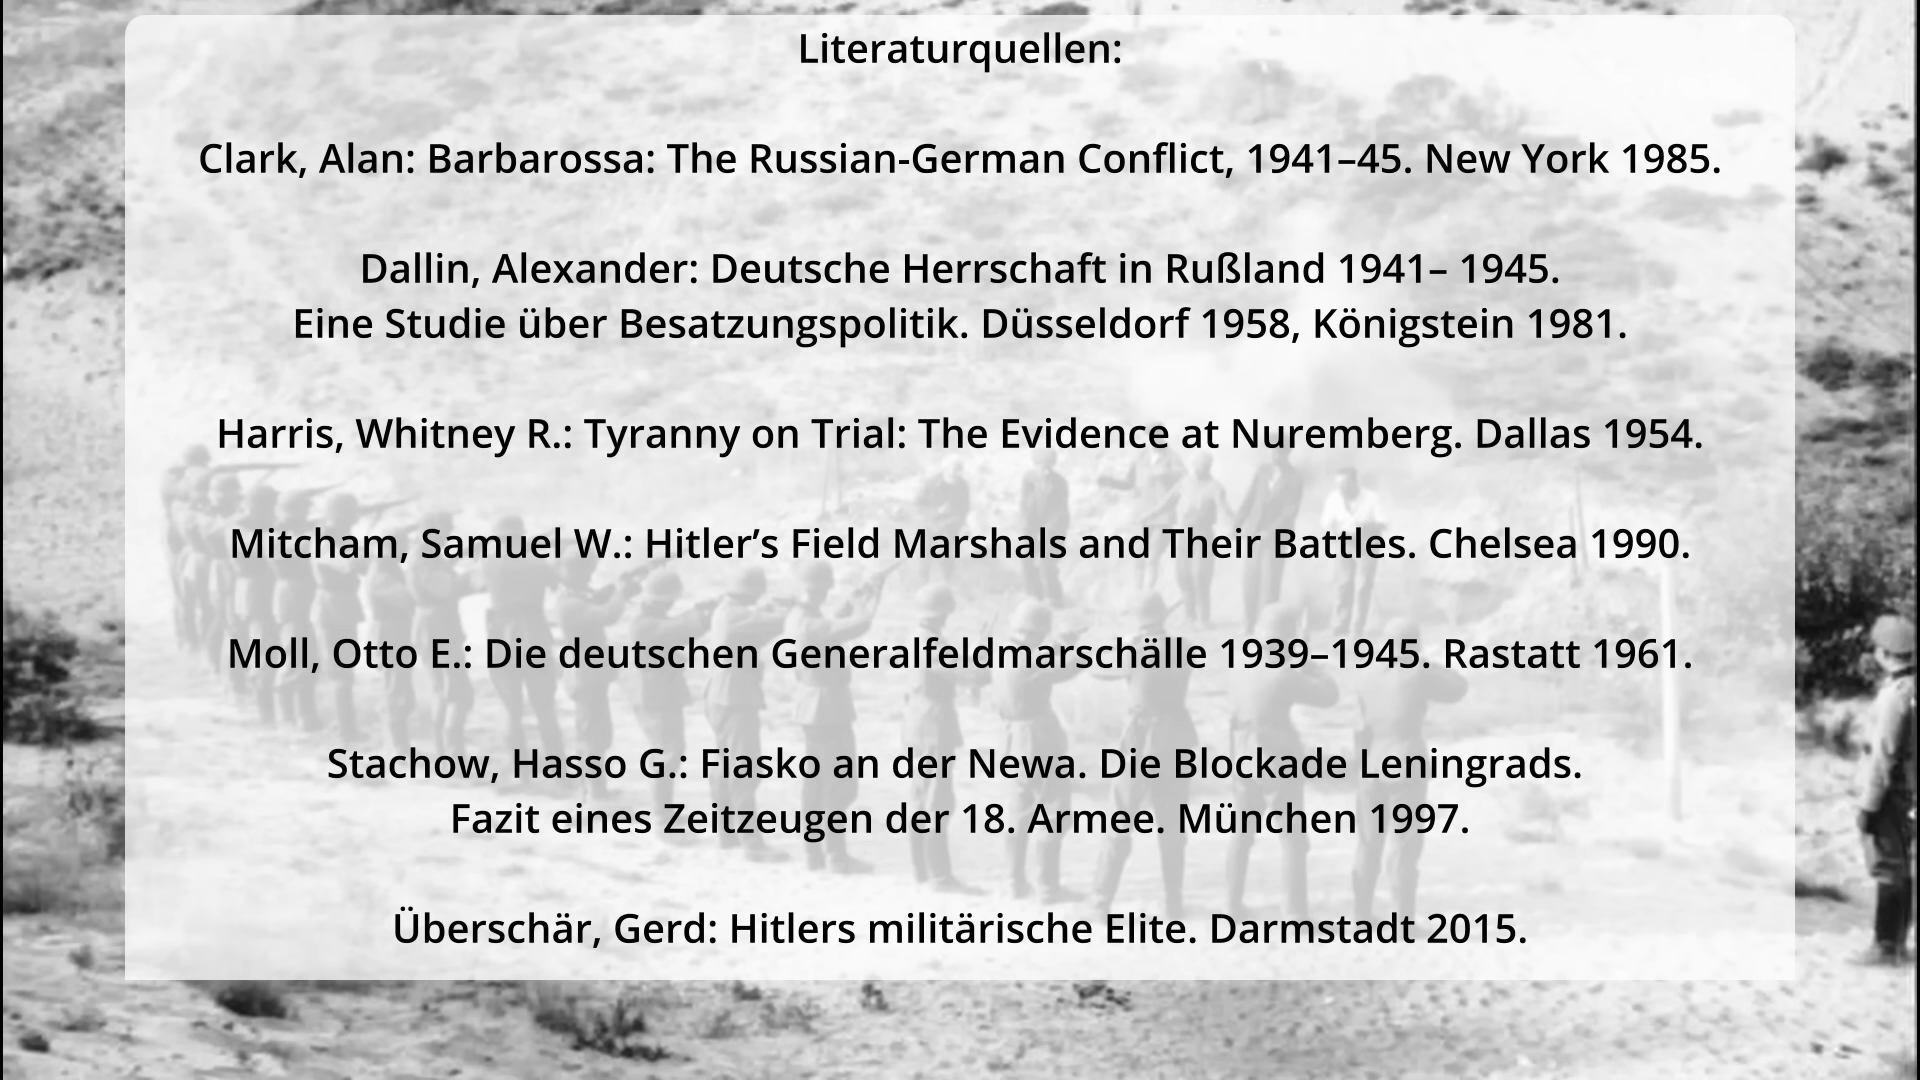 Literaturquellen:
Clark, Alan: Barbarossa: The Russian-German Conflict, 1941–45. New York 1985.
Dallin, Alexander: Deutsche Herrschaft in Rußland 1941– 1945.
Eine Studie über Besatzungspolitik. Düsseldorf 1958, Königstein 1981.
Harris, Whitney R.: Tyranny on Trial: The Evidence at Nuremberg. Dallas 1954.
Mitcham, Samuel W.: Hitler’s Field Marshals and Their Battles. Chelsea 1990.
Moll, Otto E.: Die deutschen Generalfeldmarschälle 1939–1945. Rastatt 1961.
Stachow, Hasso G.: Fiasko an der Newa. Die Blockade Leningrads.
Fazit eines Zeitzeugen der 18. Armee. München 1997.
Überschär, Gerd: Hitlers militärische Elite. Darmstadt 2015.